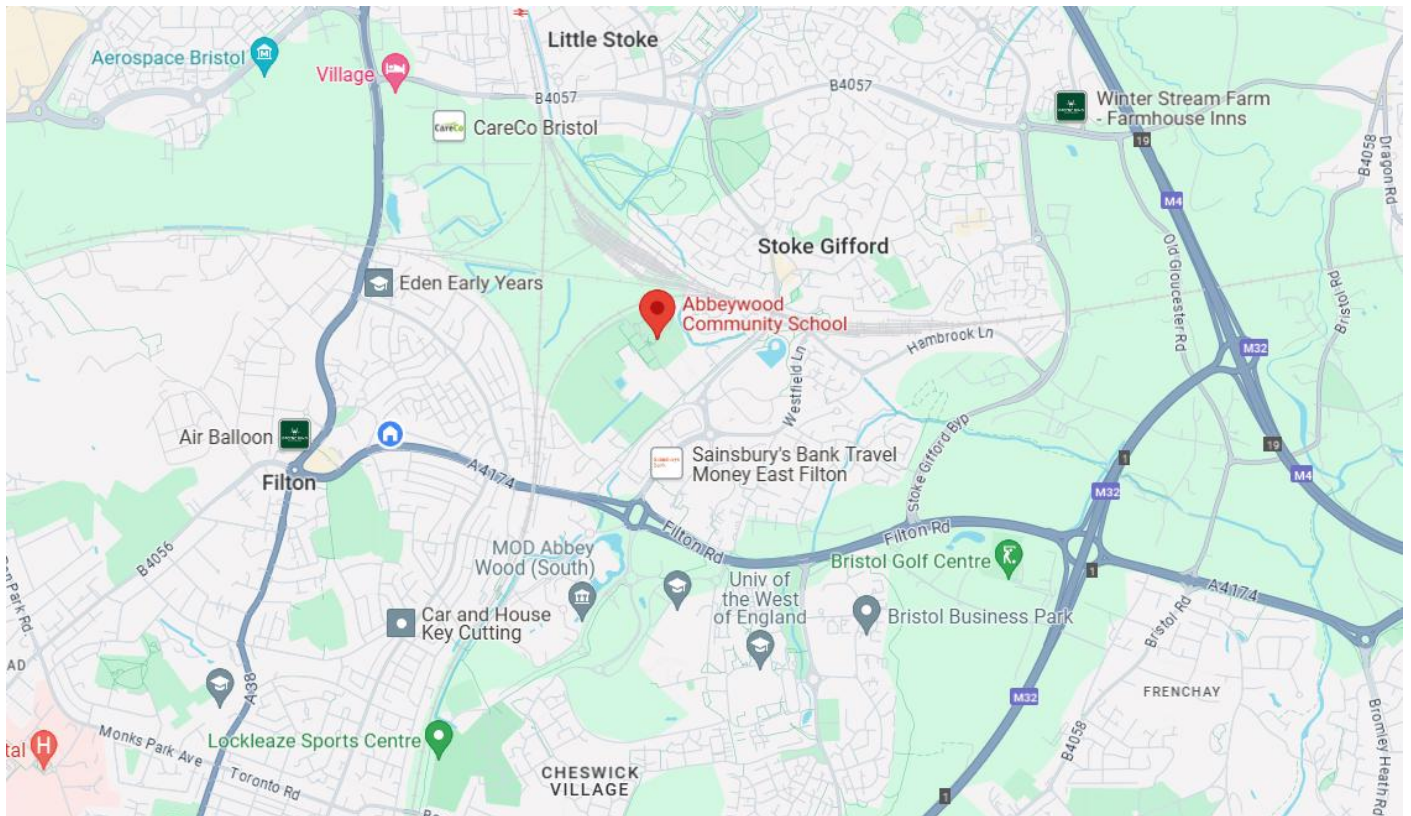 Little Stoke
Aerospace Bristol
Village
B4057
B4057
CareCo
CareCo Bristol
Winter Stream Farm
- Farmhouse Inns
19
B4058
Dragon Rd
M4
Old Gloucester Rd
Bristol Rd
Stoke Gifford
Eden Early Years
Abbeywood
Community School
Hambrook Ln
M32
Westfield Ln
Air Balloon
Filton
A4174
Sainsbury's Bank Travel
Money East Filton
Stoke Gifford Byp
1
19
M4
M32
B4056
Filton Rd
Filton Rd
MOD Abbey
Wood (South)
Univ of
the West
of England
Bristol Golf Centre
1
A4174
Car and House
Key Cutting
Bristol Business Park
Bristol Rd
Park Rd
AD
A38
M32
FRENCHAY
H
tal
Monks Park Ave
Lockleaze Sports Centre
Toronto Rd
CHESWICK
VILLAGE
B4058
Bromley Heath Rd
1